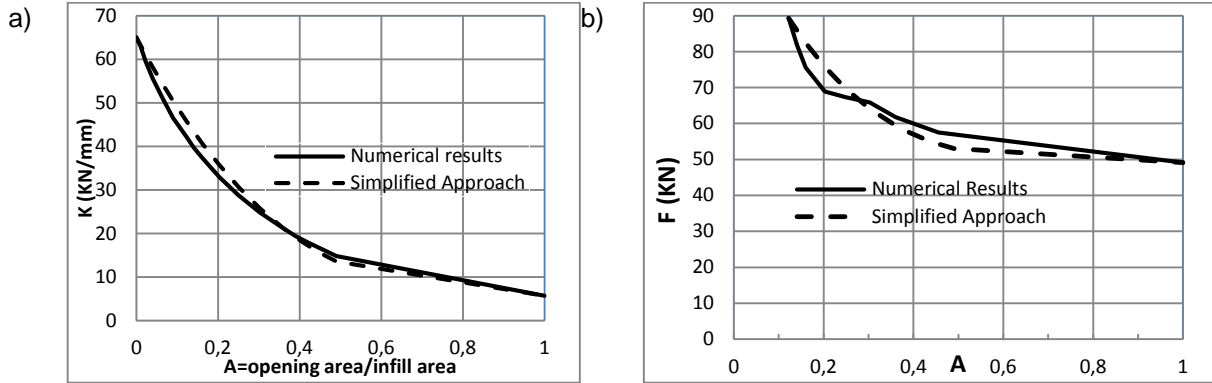 a)
K (KN/mm)
70
60
50
40
30
20
10
0
Numerical results
Simplified Approach
0 0,2 0,4 0,6 0,8 1
A=opening area/infill area
b)
F (KN)
90
80
70
60
50
40
30
20
10
0
Numerical Results
Simplified Approach
0 0,2 0,4 A 0,6 0,8 1